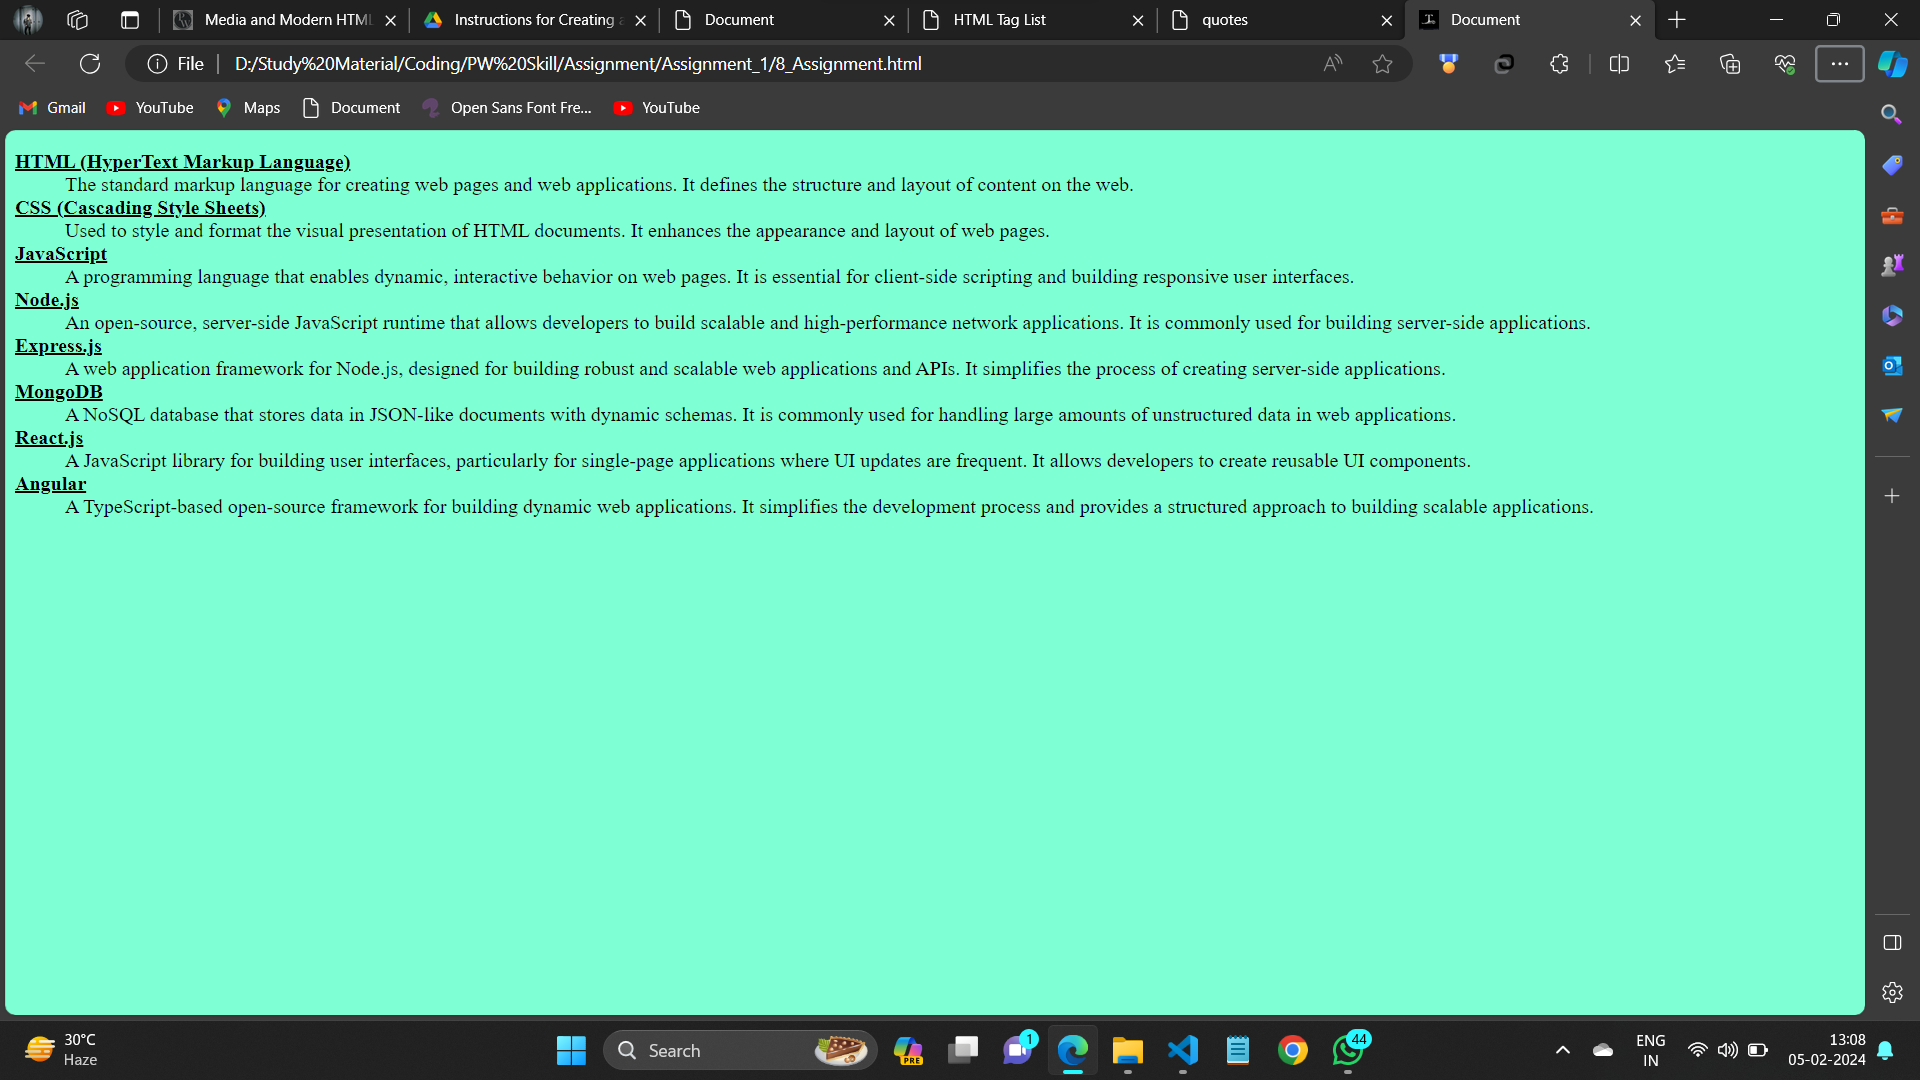 Media and Modern HTML
Instructions for Creating a
Document
HTML Tag List
quotes
Document
File
D:/Study%20Material/Coding/PW%20Skill/Assignment/Assignment_1/8_Assignment.html
Gmail
YouTube
Maps
Document
Open Sans Font Fre...
YouTube
HTML (HyperText Markup Language)
The standard markup language for creating web pages and web applications. It defines the structure and layout of content on the web.
CSS (Cascading Style Sheets)
Used to style and format the visual presentation of HTML documents. It enhances the appearance and layout of web pages.
JavaScript
A programming language that enables dynamic, interactive behavior on web pages. It is essential for client-side scripting and building responsive user interfaces.
Node.js
An open-source, server-side JavaScript runtime that allows developers to build scalable and high-performance network applications. It is commonly used for building server-side applications.
Express.js
A web application framework for Node.js, designed for building robust and scalable web applications and APIs. It simplifies the process of creating server-side applications.
MongoDB
A NoSQL database that stores data in JSON-like documents with dynamic schemas. It is commonly used for handling large amounts of unstructured data in web applications.
React.js
A JavaScript library for building user interfaces, particularly for single-page applications where UI updates are frequent. It allows developers to create reusable UI components.
Angular
A TypeScript-based open-source framework for building dynamic web applications. It simplifies the development process and provides a structured approach to building scalable applications.
30°C
Haze
Search
PRE
1
44
ENG
IN
13:08
05-02-2024